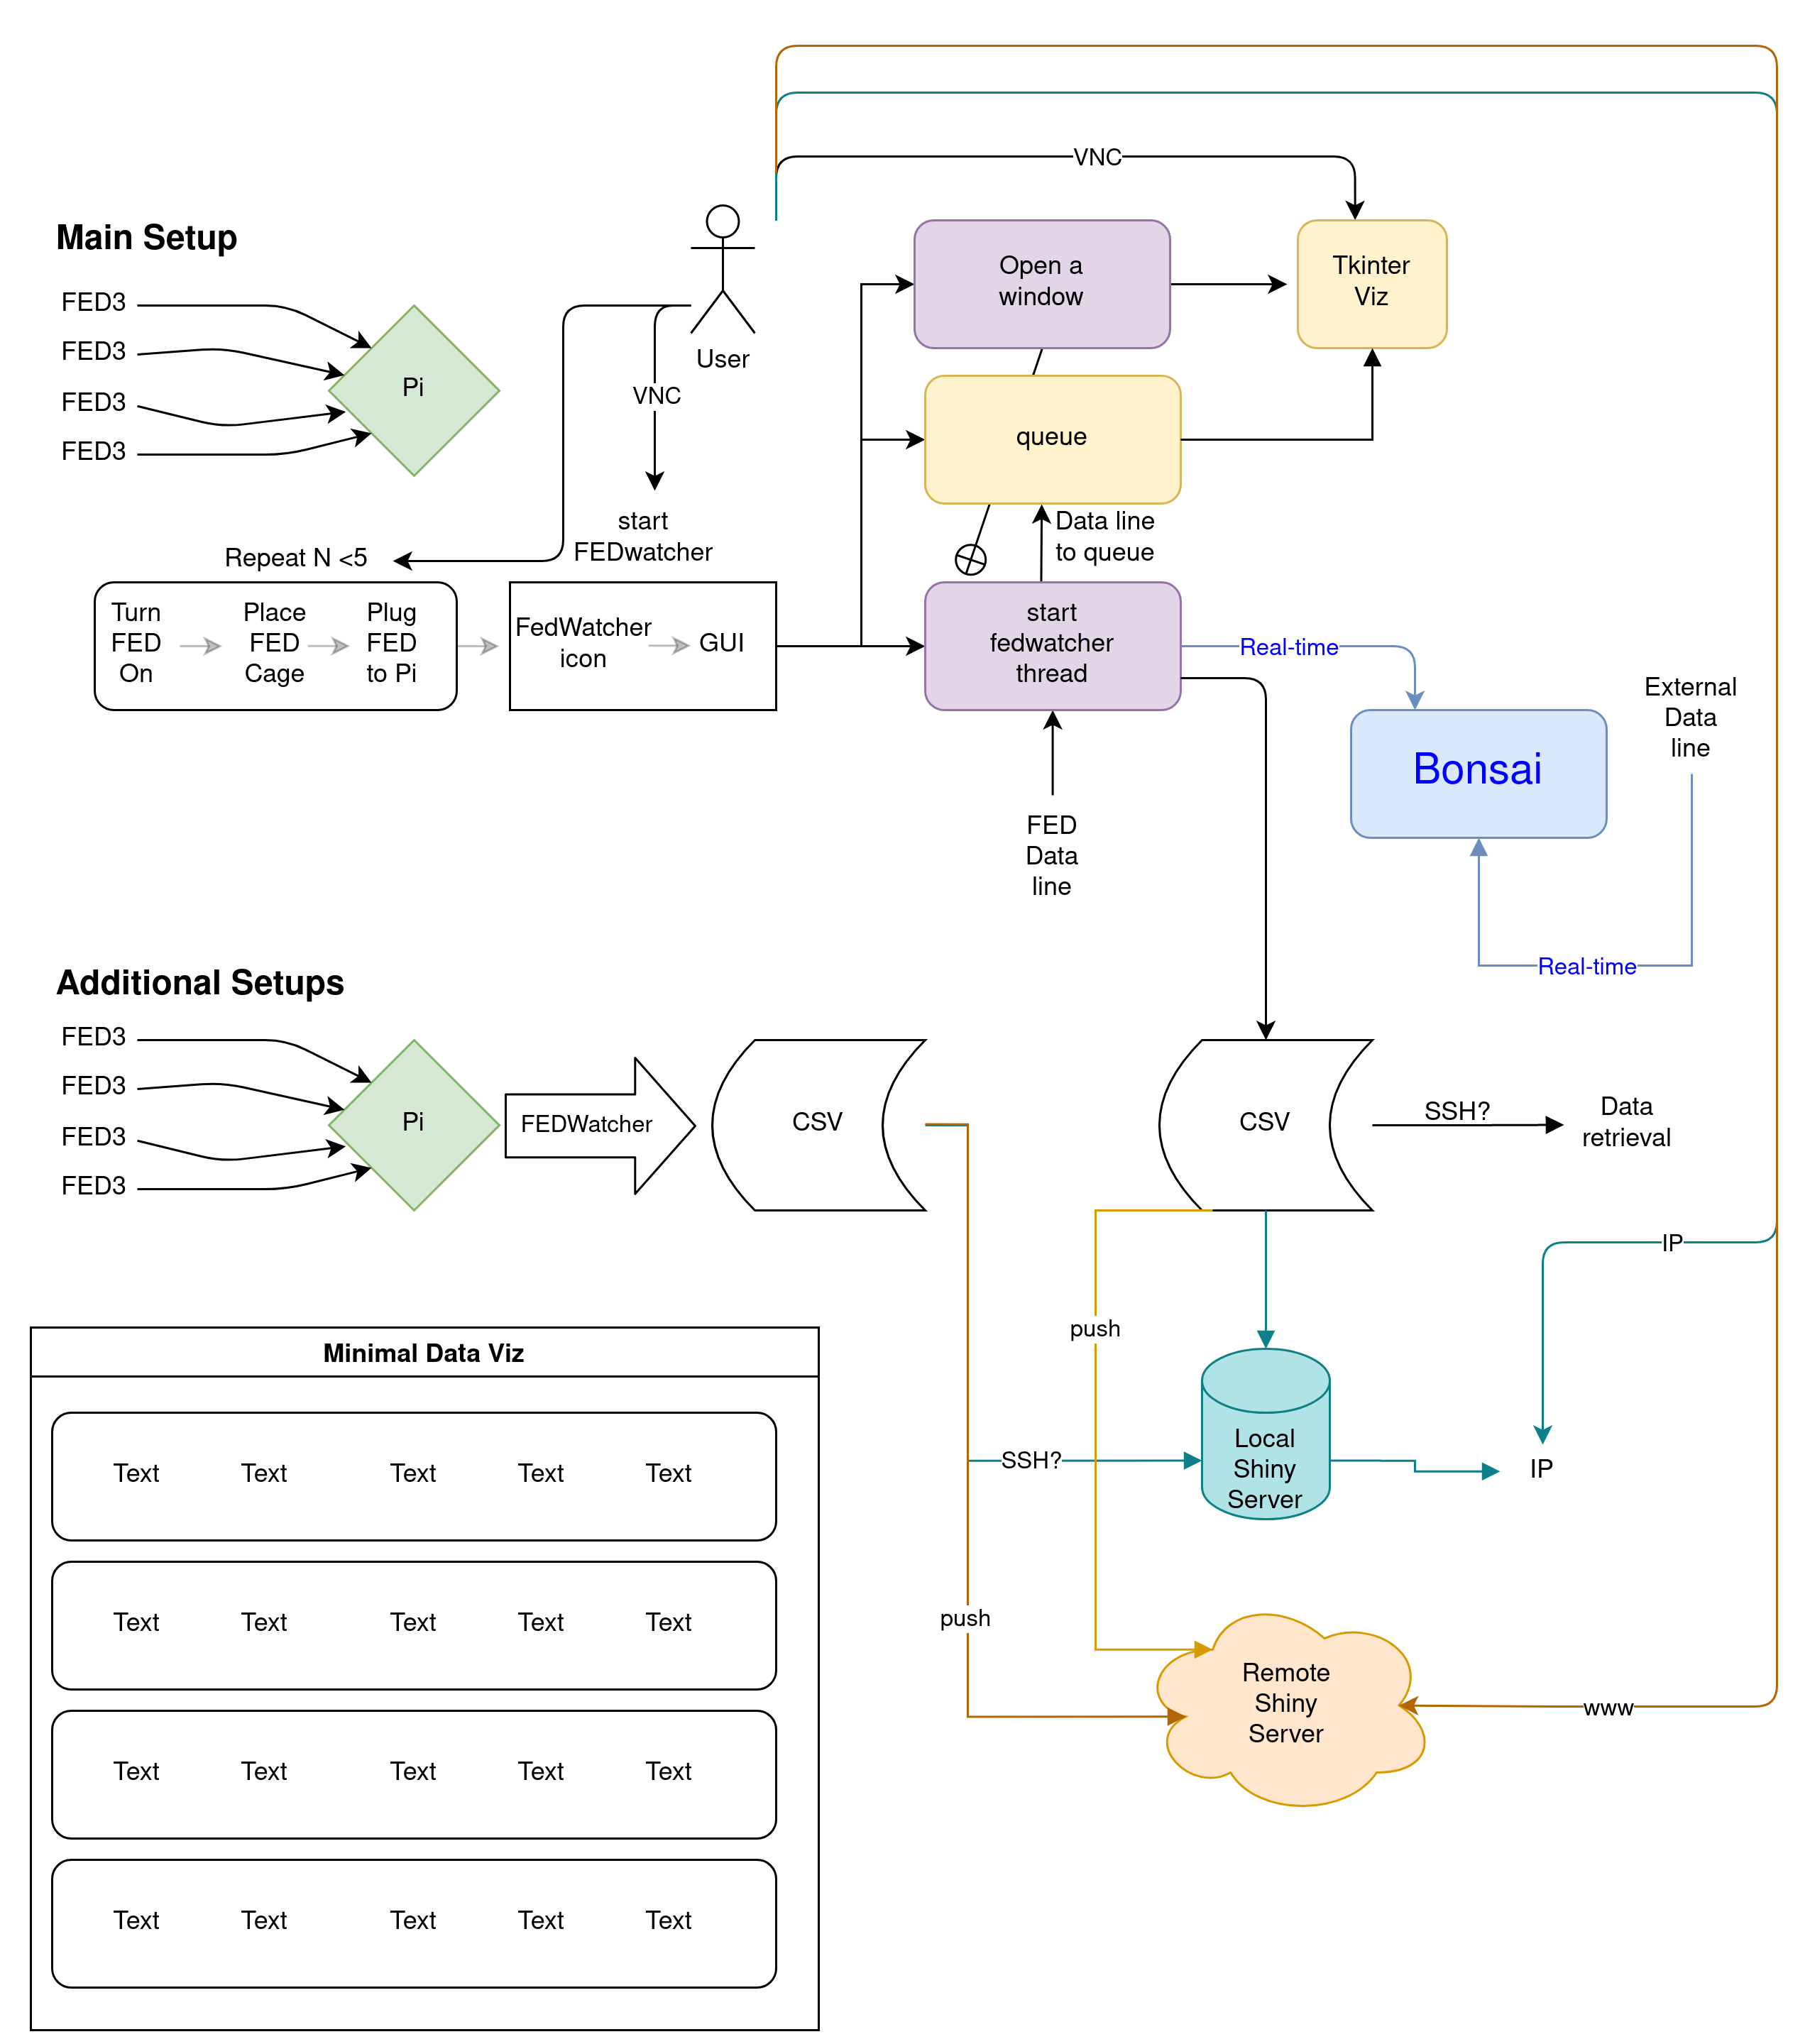 VNC
Main Setup
FED3
FED3
FED3
FED3
Pi
User
VNC
start
FEDwatcher
Repeat N <5
Turn
FED
On
Place
FED
Cage
Plug
FED
to Pi
FedWatcher
icon
GUI
Open a
window
Tkinter
Viz
queue
Data line
to queue
start
fedwatcher
thread
Real-time
Bonsai
External
Data
line
Real-time
FED
Data
line
Additional Setups
FED3
FED3
FED3
FED3
Pi
FEDWatcher
CSV
CSV
SSH?
Data
retrieval
IP
push
SSH?
Local
Shiny
Server
IP
push
Remote
Shiny
Server
www
Minimal Data Viz
Text Text Text Text Text
Text Text Text Text Text
Text Text Text Text Text
Text Text Text Text Text